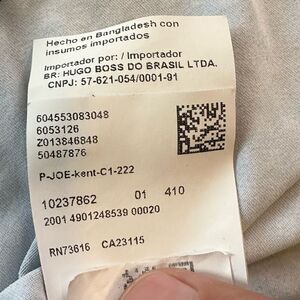 Hecho en Bangladesh con
insumos importados
Importador por: / Importador
BR: HUGO BOSS DO BRASIL LTDA.
CNPJ: 57-621-054/0001-91
604553083048
6053126
Z013846848
50487876
P-JOE-kent-C1-222
10237862 01 410
2001 4901248539 00020
RN73616 CA23115